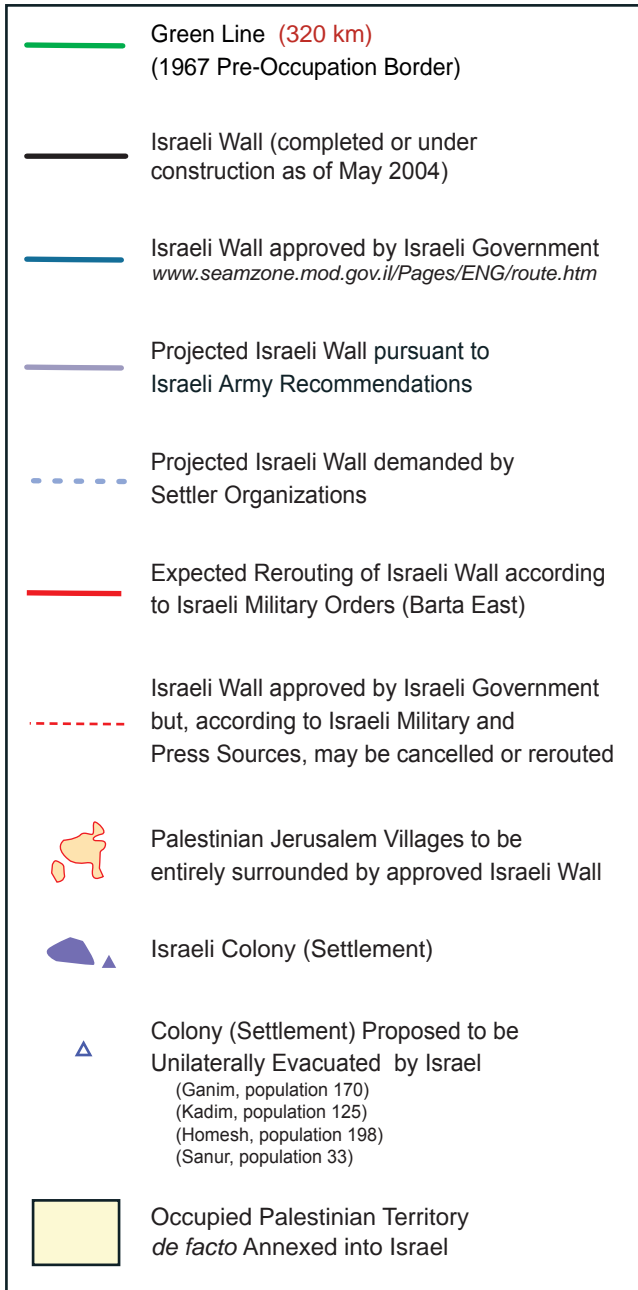 Green Line (320 km)
(1967 Pre-Occupation Border)
Israeli Wall (completed or under
construction as of May 2004)
Israeli Wall approved by Israeli Government
www.seamzone.mod.gov.il/Pages/ENG/route.htm
Projected Israeli Wall pursuant to
Israeli Army Recommendations
Projected Israeli Wall demanded by
Settler Organizations
Expected Rerouting of Israeli Wall according
to Israeli Military Orders (Barta East)
Israeli Wall approved by Israeli Government
but, according to Israeli Military and
Press Sources, may be cancelled or rerouted
Palestinian Jerusalem Villages to be
entirely surrounded by approved Israeli Wall
Israeli Colony (Settlement)
Colony (Settlement) Proposed to be
Unilaterally Evacuated by Israel
(Ganim, population 170)
(Kadim, population 125)
(Homesh, population 198)
(Sanur, population 33)
Occupied Palestinian Territory
de facto Annexed into Israel